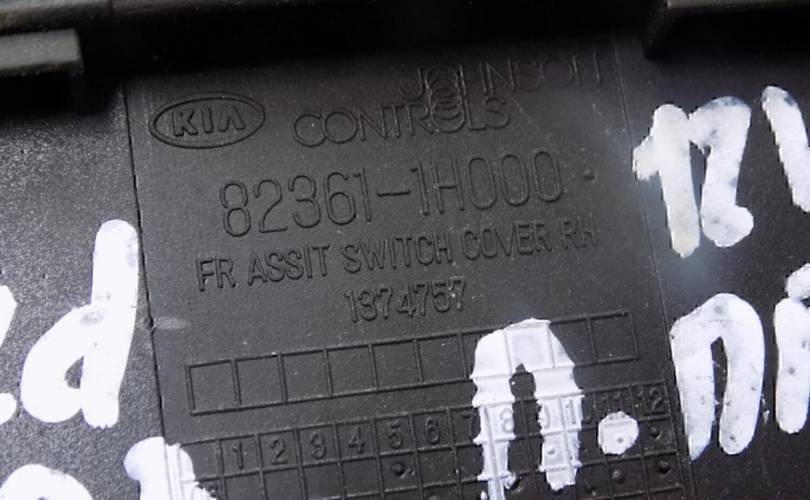 JOHNSON
KIA CONTROLS
82361-1H000
FR ASSIT SWITCH COVER RH
1374757
1 2 3 4 5 6 7 8 9 10 11 12